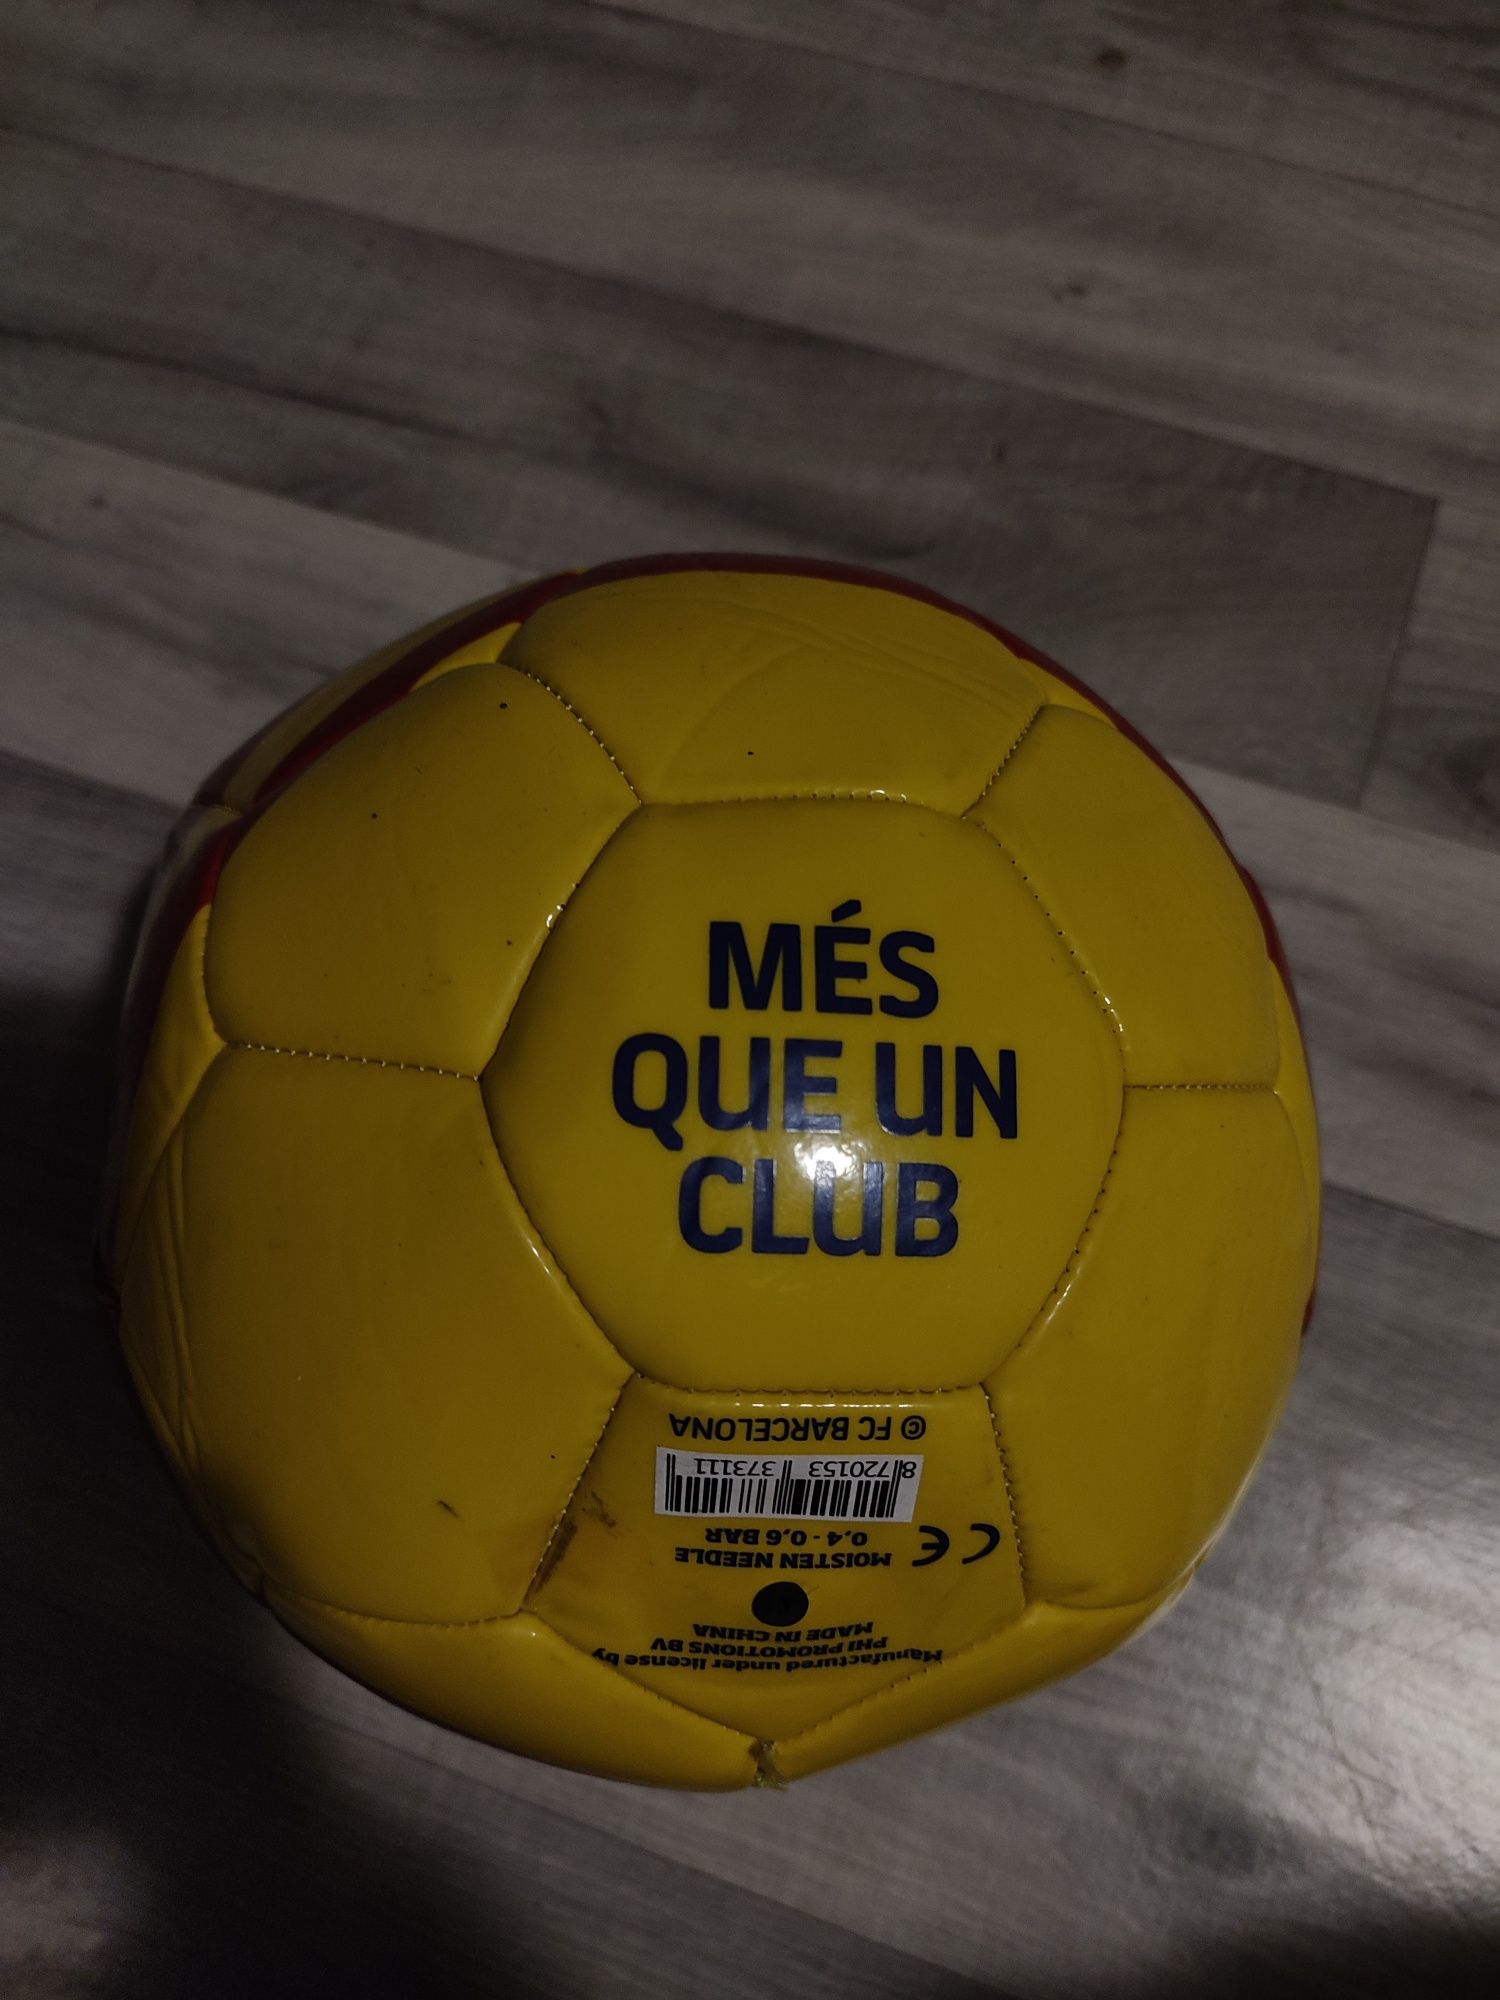 MÉS
QUE UN
CLUB
Manufactured under license by
PHI PROMOTIONS BV
MADE IN CHINA
MOISTEN NEEDLE
0,4 - 0,6 BAR
CE
8 720153 373111
© FC BARCELONA